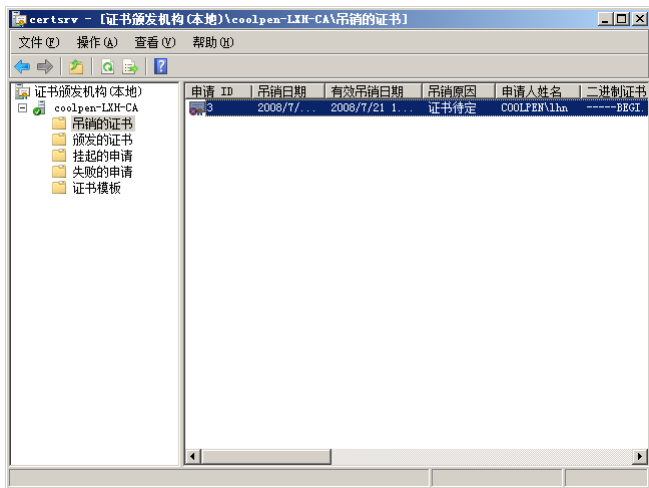 certsrv - [证书颁发机构(本地)\coolpen-LXH-CA\吊销的证书]
文件(F) 操作(A) 查看(V) 帮助(H)
证书颁发机构(本地)
coolpen-LXH-CA
吊销的证书
颁发的证书
挂起的申请
失败的申请
证书模板
申请 ID 吊销日期 有效吊销日期 吊销原因 申请人姓名 二进制证书
3 2008/7/... 2008/7/21 1... 证书待定 COOLPEN\lhn -----BEGI.